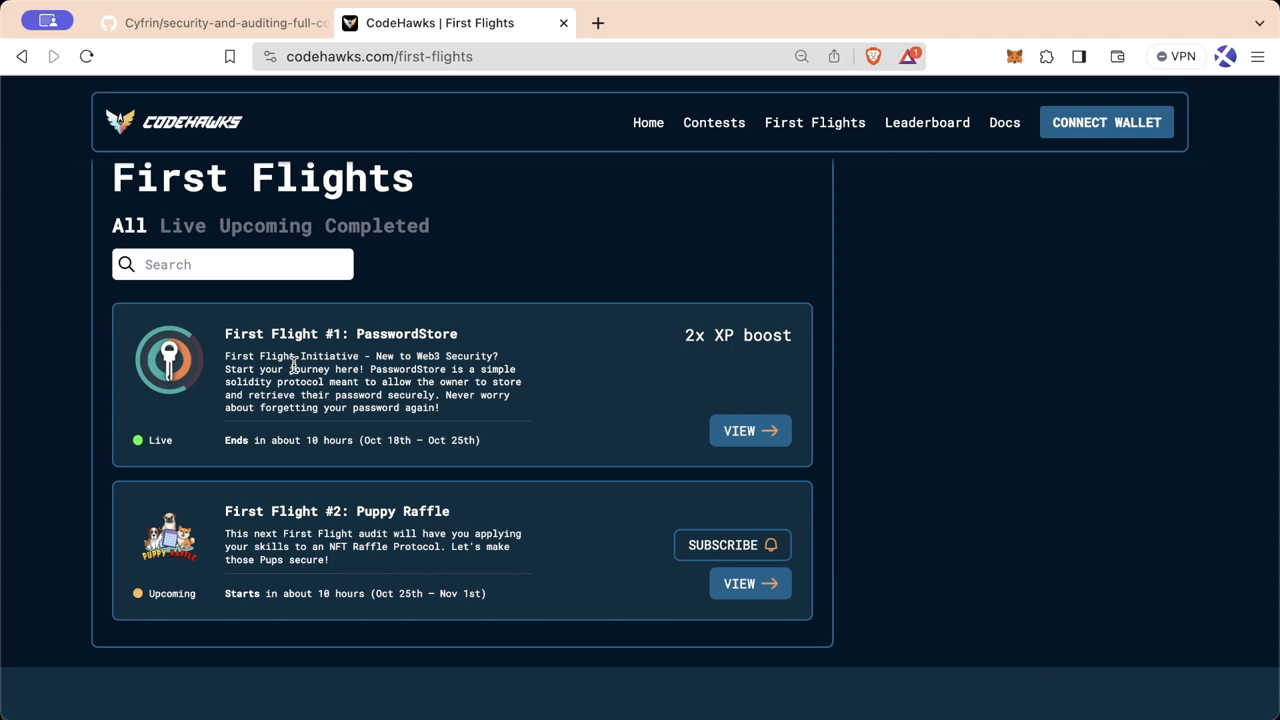 Cyfrin/security-and-auditing-full-co
CodeHawks | First Flights
codehawks.com/first-flights
1
VPN
CODEHAWKS
Home
Contests
First Flights
Leaderboard
Docs
CONNECT WALLET
First Flights
All Live Upcoming Completed
Search
First Flight #1: PasswordStore
2x XP boost
First Flight Initiative - New to Web3 Security?
Start your journey here! PasswordStore is a simple
solidity protocol meant to allow the owner to store
and retrieve their password securely. Never worry
about forgetting your password again!
VIEW
Live
Ends in about 10 hours (Oct 18th — Oct 25th)
First Flight #2: Puppy Raffle
This next First Flight audit will have you applying
your skills to an NFT Raffle Protocol. Let's make
those Pups secure!
SUBSCRIBE
PUPPY RAFFLE
VIEW
Upcoming
Starts in about 10 hours (Oct 25th — Nov 1st)